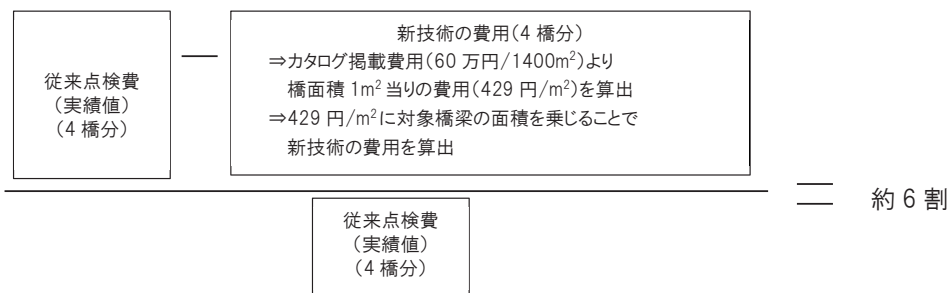 従来点検費
(実績値)
(4 橋分)
―
新技術の費用(4 橋分)
⇒カタログ掲載費用(60 万円/1400m²)より
橋面積 1m² 当りの費用(429 円/m²)を算出
⇒429 円/m²に対象橋梁の面積を乗じることで
新技術の費用を算出
従来点検費
(実績値)
(4 橋分)
= 約 6 割